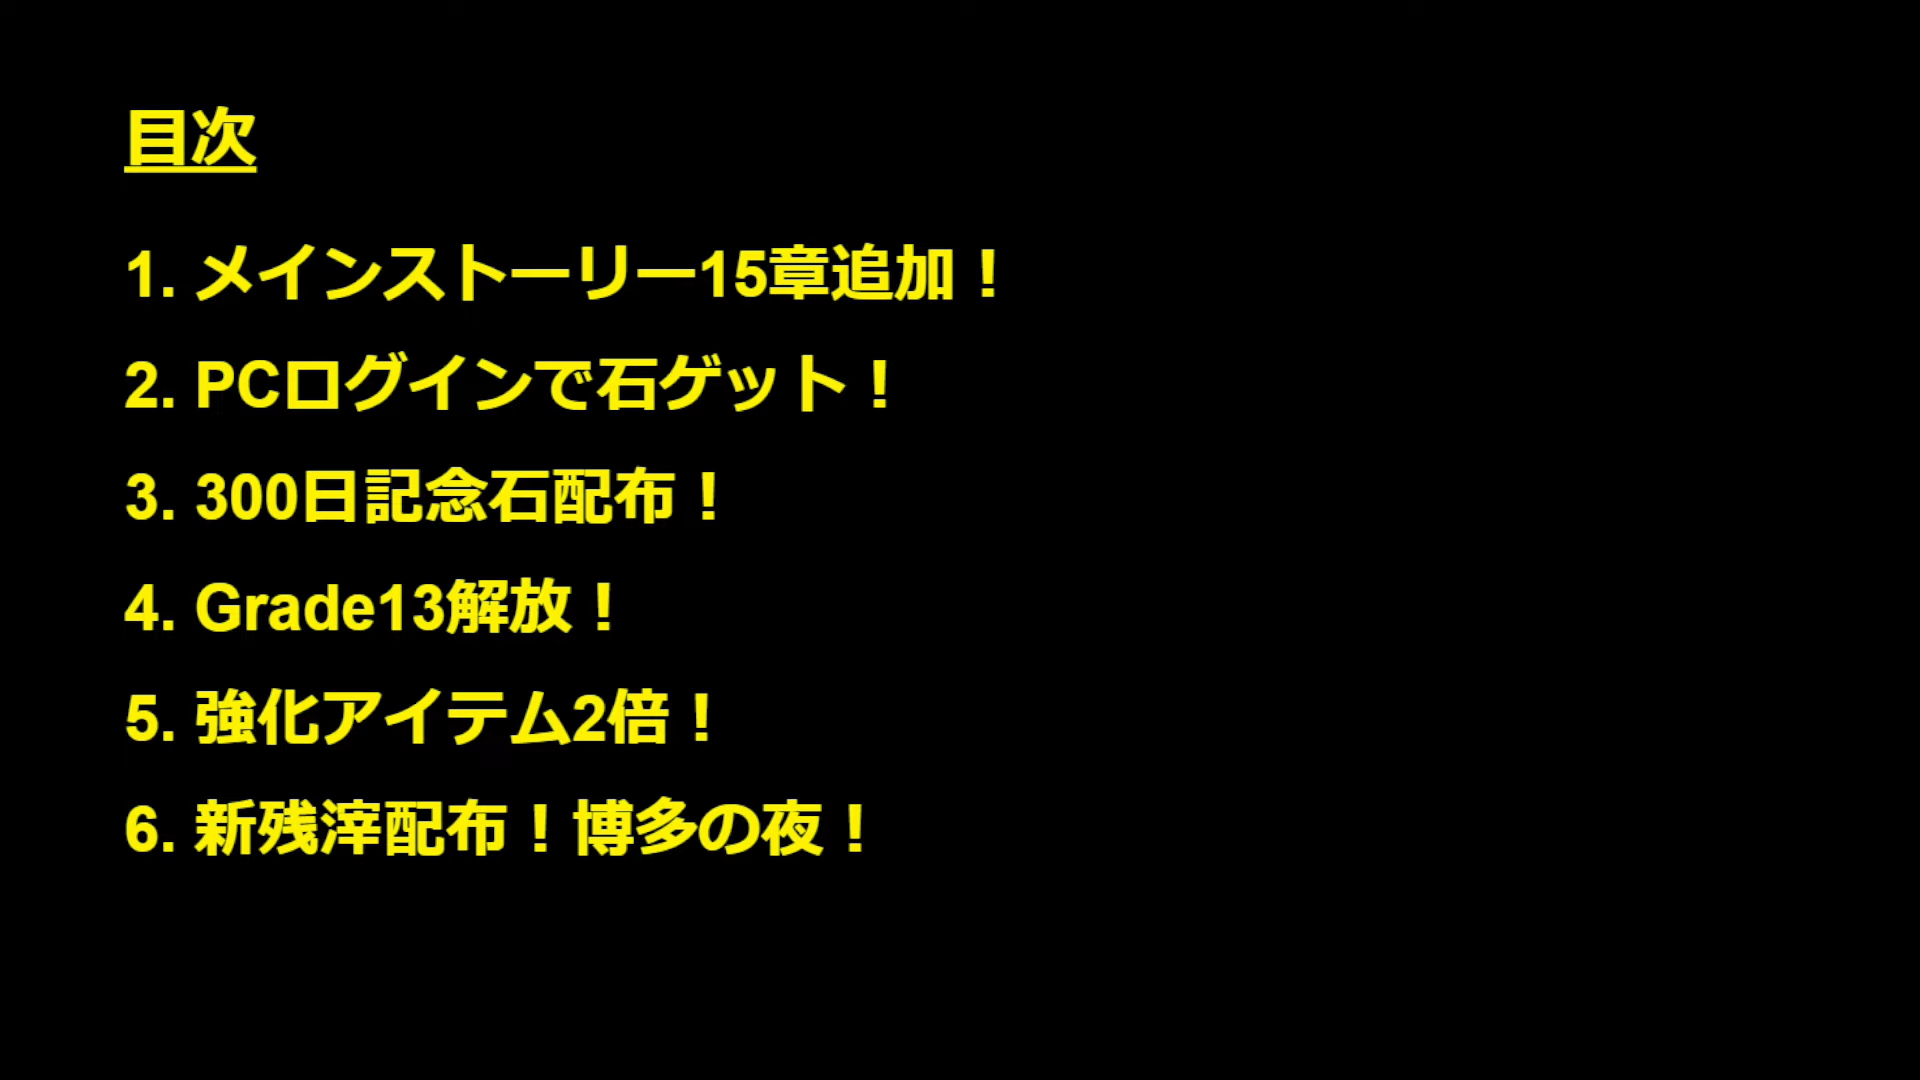 目次
1. メインストーリー15章追加！
2. PCログインで石ゲット！
3. 300日記念石配布！
4. Grade13解放！
5. 強化アイテム2倍！
6. 新残滓配布！博多の夜！